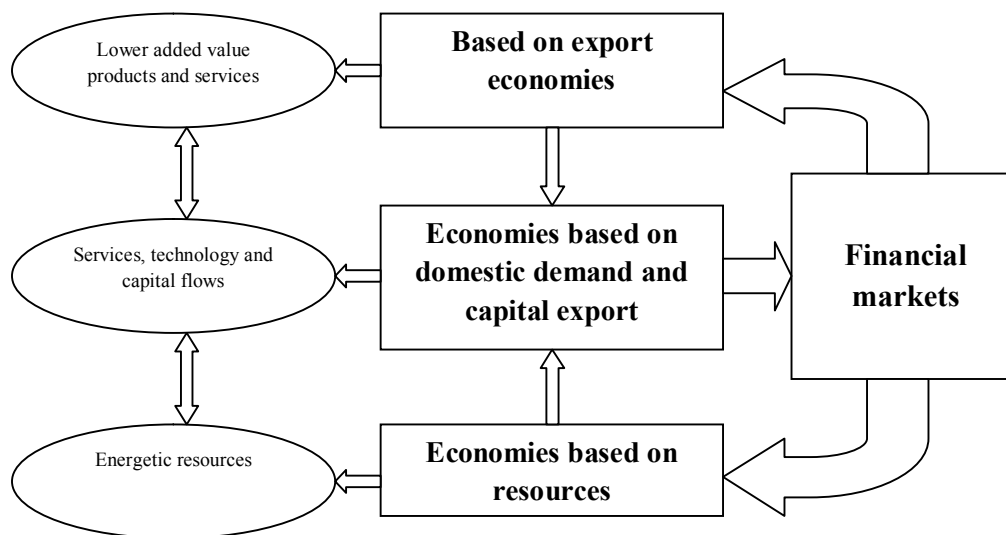 Lower added value
products and services
Based on export
economies
Services, technology and
capital flows
Economies based on
domestic demand and
capital export
Financial
markets
Energetic resources
Economies based on
resources